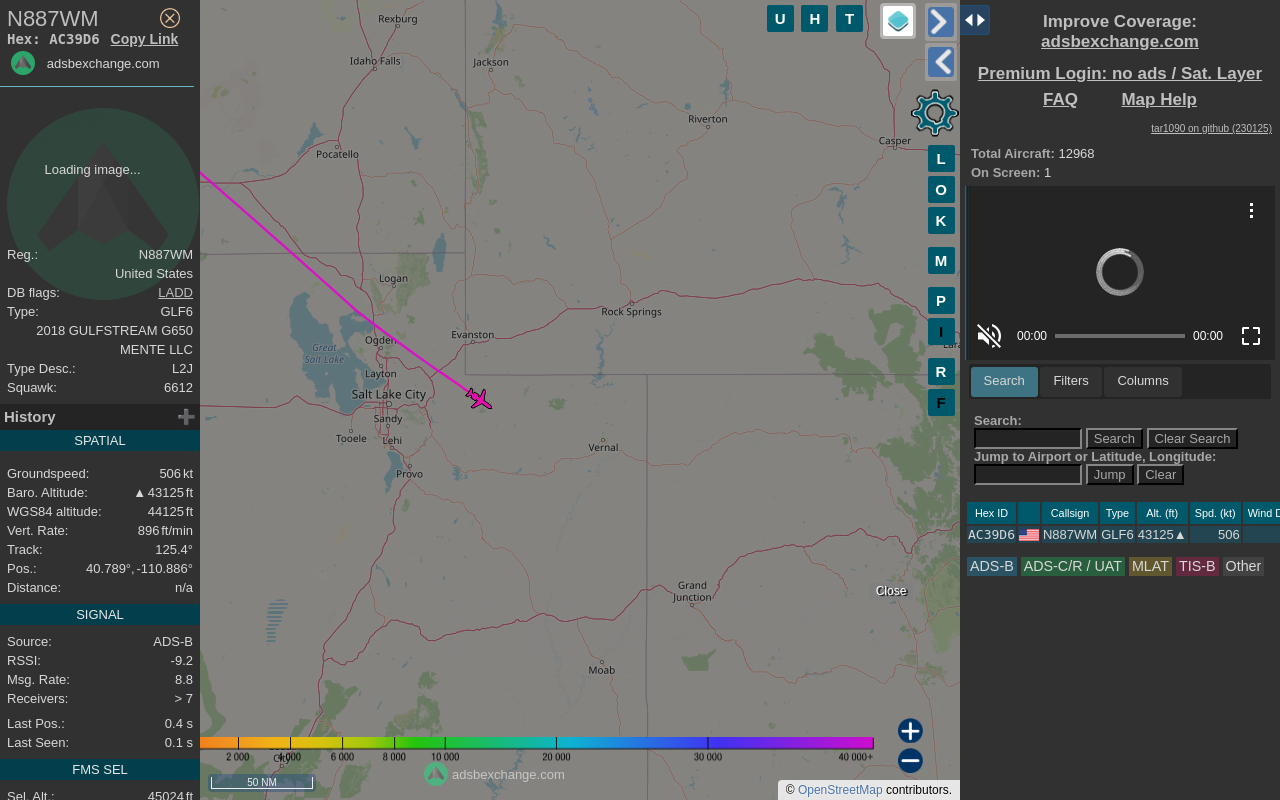 N887WM
Hex: AC39D6 Copy Link
adsbexchange.com
Loading image...
Reg.: N887WM
United States
DB flags: LADD
Type: GLF6
2018 GULFSTREAM G650
MENTE LLC
Type Desc.: L2J
Squawk: 6612
History
SPATIAL
Groundspeed: 506 kt
Baro. Altitude: ▲ 43125 ft
WGS84 altitude: 44125 ft
Vert. Rate: 896 ft/min
Track: 125.4°
Pos.: 40.789°, -110.886°
Distance: n/a
SIGNAL
Source: ADS-B
RSSI: -9.2
Msg. Rate: 8.8
Receivers: > 7
Last Pos.: 0.4 s
Last Seen: 0.1 s
FMS SEL
Sel. Alt.: 45024 ft
Rexburg
Idaho Falls
Jackson
Riverton
Casper
Pocatello
Logan
Rock Springs
Evanston
Ogden
Great
Salt Lake
Layton
Salt Lake City
Sandy
Tooele
Lehi
Vernal
Provo
Grand
Junction
Moab
Close
City
U H T
L
O
K
M
P
I
R
F
2 000 4 000 6 000 8 000 10 000 20 000 30 000 40 000+
50 NM
adsbexchange.com
© OpenStreetMap contributors.
Improve Coverage:
adsbexchange.com
Premium Login: no ads / Sat. Layer
FAQ Map Help
tar1090 on github (230125)
Total Aircraft: 12968
On Screen: 1
00:00 00:00
Search Filters Columns
Search:
Search Clear Search
Jump to Airport or Latitude, Longitude:
Jump Clear
Hex ID Callsign Type Alt. (ft) Spd. (kt) Wind D
AC39D6 N887WM GLF6 43125▲ 506
ADS-B ADS-C/R / UAT MLAT TIS-B Other